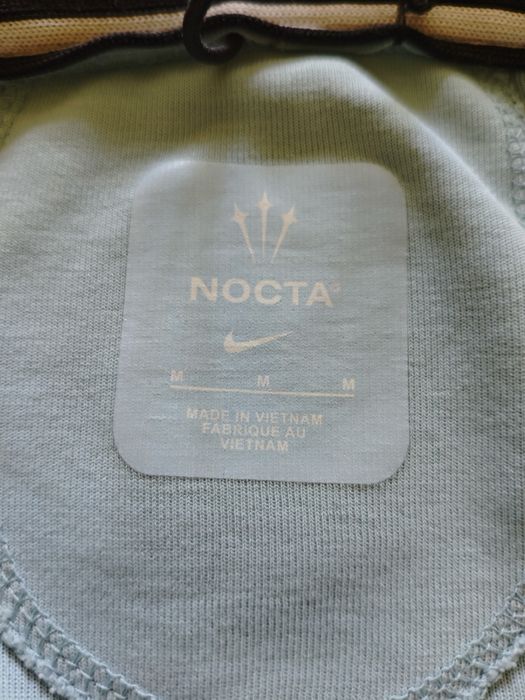 NOCTA®
M M M
MADE IN VIETNAM
FABRIQUE AU
VIETNAM